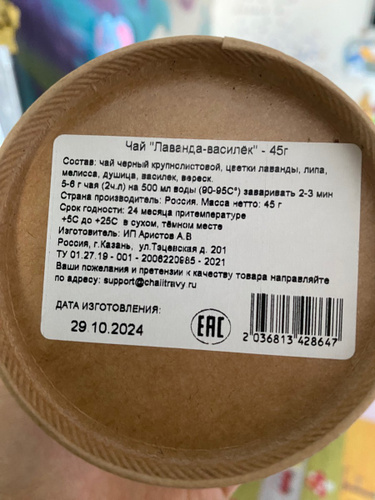 Чай "Лаванда-василёк" - 45г
Состав: чай черный крупнслистовой, цветки лаванды, липа,
мелисса, душица, василек, вереск.
5-6 г чая (2ч.л) на 500 мл воды (90-95С°) заваривать 2-3 мин
Страна производитель: Россия. Масса нетто: 45 г
Срок годности: 24 месяца притемпературе
+5С до +25С в сухом, тёмном месте
Изготовитель: ИП Аристов А.В
Россия, г.Казань, ул.Тэцевская д. 201
ТУ 01.27.19 - 001 - 2006220985 - 2021
Ваши пожелания и претензии к качеству товара направляйте
по адресу: support@chaiitravy.ru
ДАТА ИЗГОТОВЛЕНИЯ:
29.10.2024
EAC
2 036813 428647